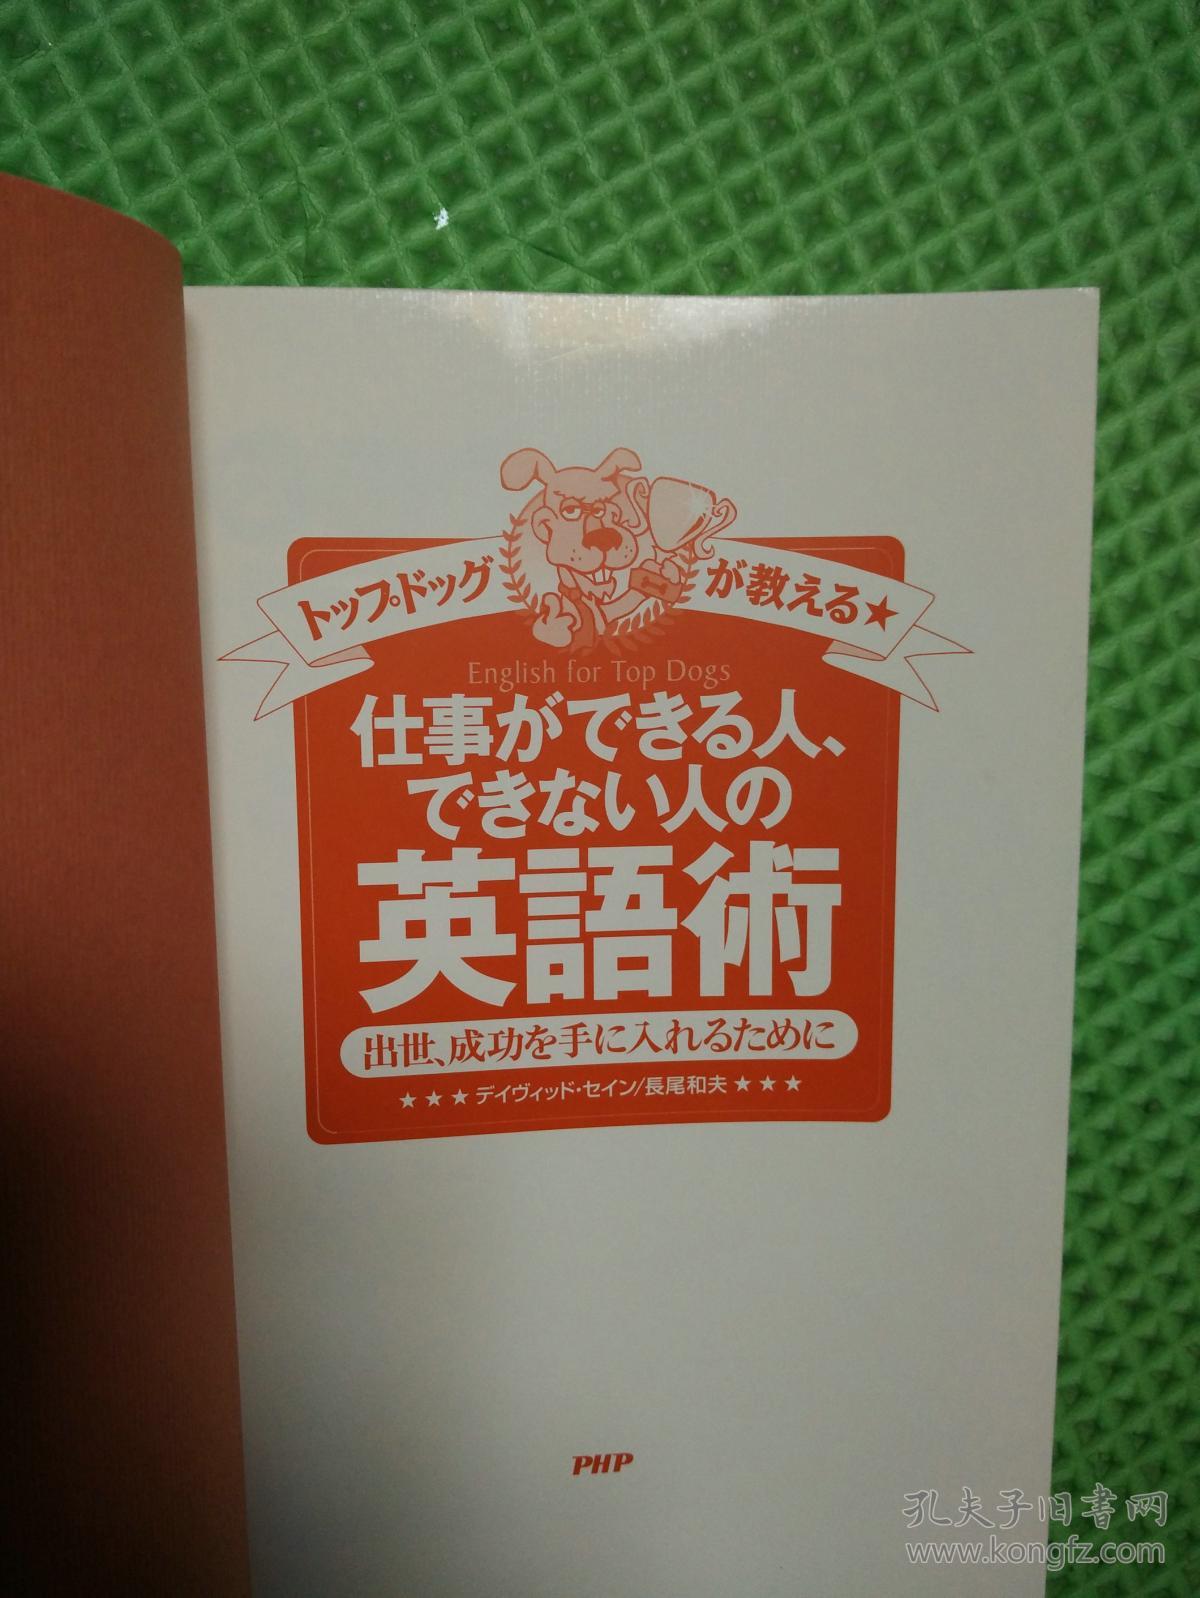 トップドッグ が教える★
English for Top Dogs
仕事ができる人、
できない人の
英語術
出世、成功を手に入れるために
★★★デイヴィッド・セイン/長尾和夫★★★
PHP
孔夫子旧書网
www.kongfz.com